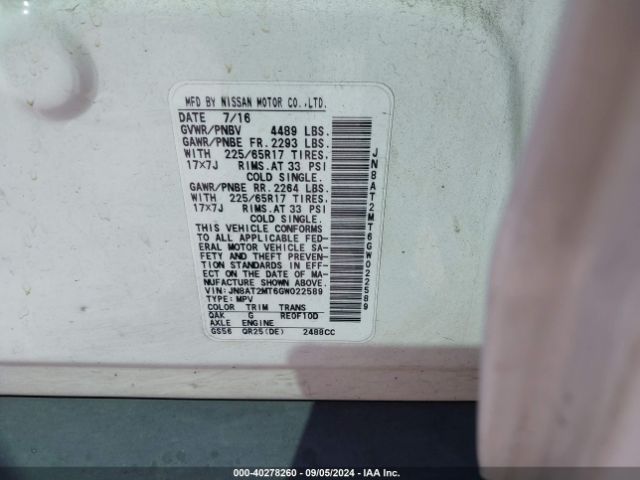 MFD BY NISSAN MOTOR CO.,LTD.
DATE 7/16
GVWR/PNBV 4489 LBS.
GAWR/PNBE FR. 2293 LBS.
WITH 225/65R17 TIRES.
17×7J RIMS.AT 33 PSI
COLD SINGLE.
GAWR/PNBE RR. 2264 LBS.
WITH 225/65R17 TIRES.
17×7J RIMS.AT 33 PSI
COLD SINGLE.
THIS VEHICLE CONFORMS
TO ALL APPLICABLE FED-
ERAL MOTOR VEHICLE SA-
FETY AND THEFT PREVEN-
TION STANDARDS IN EFF-
ECT ON THE DATE OF MA-
NUFACTURE SHOWN ABOVE.
VIN: JN8AT2MT6GW022589
TYPE: MPV
COLOR TRIM TRANS
QAK G RE0F10D
AXLE ENGINE
GS56 QR25(DE) 2488CC
JN8AT2MT6GW022589
000-40278260 - 09/05/2024 - IAA Inc.